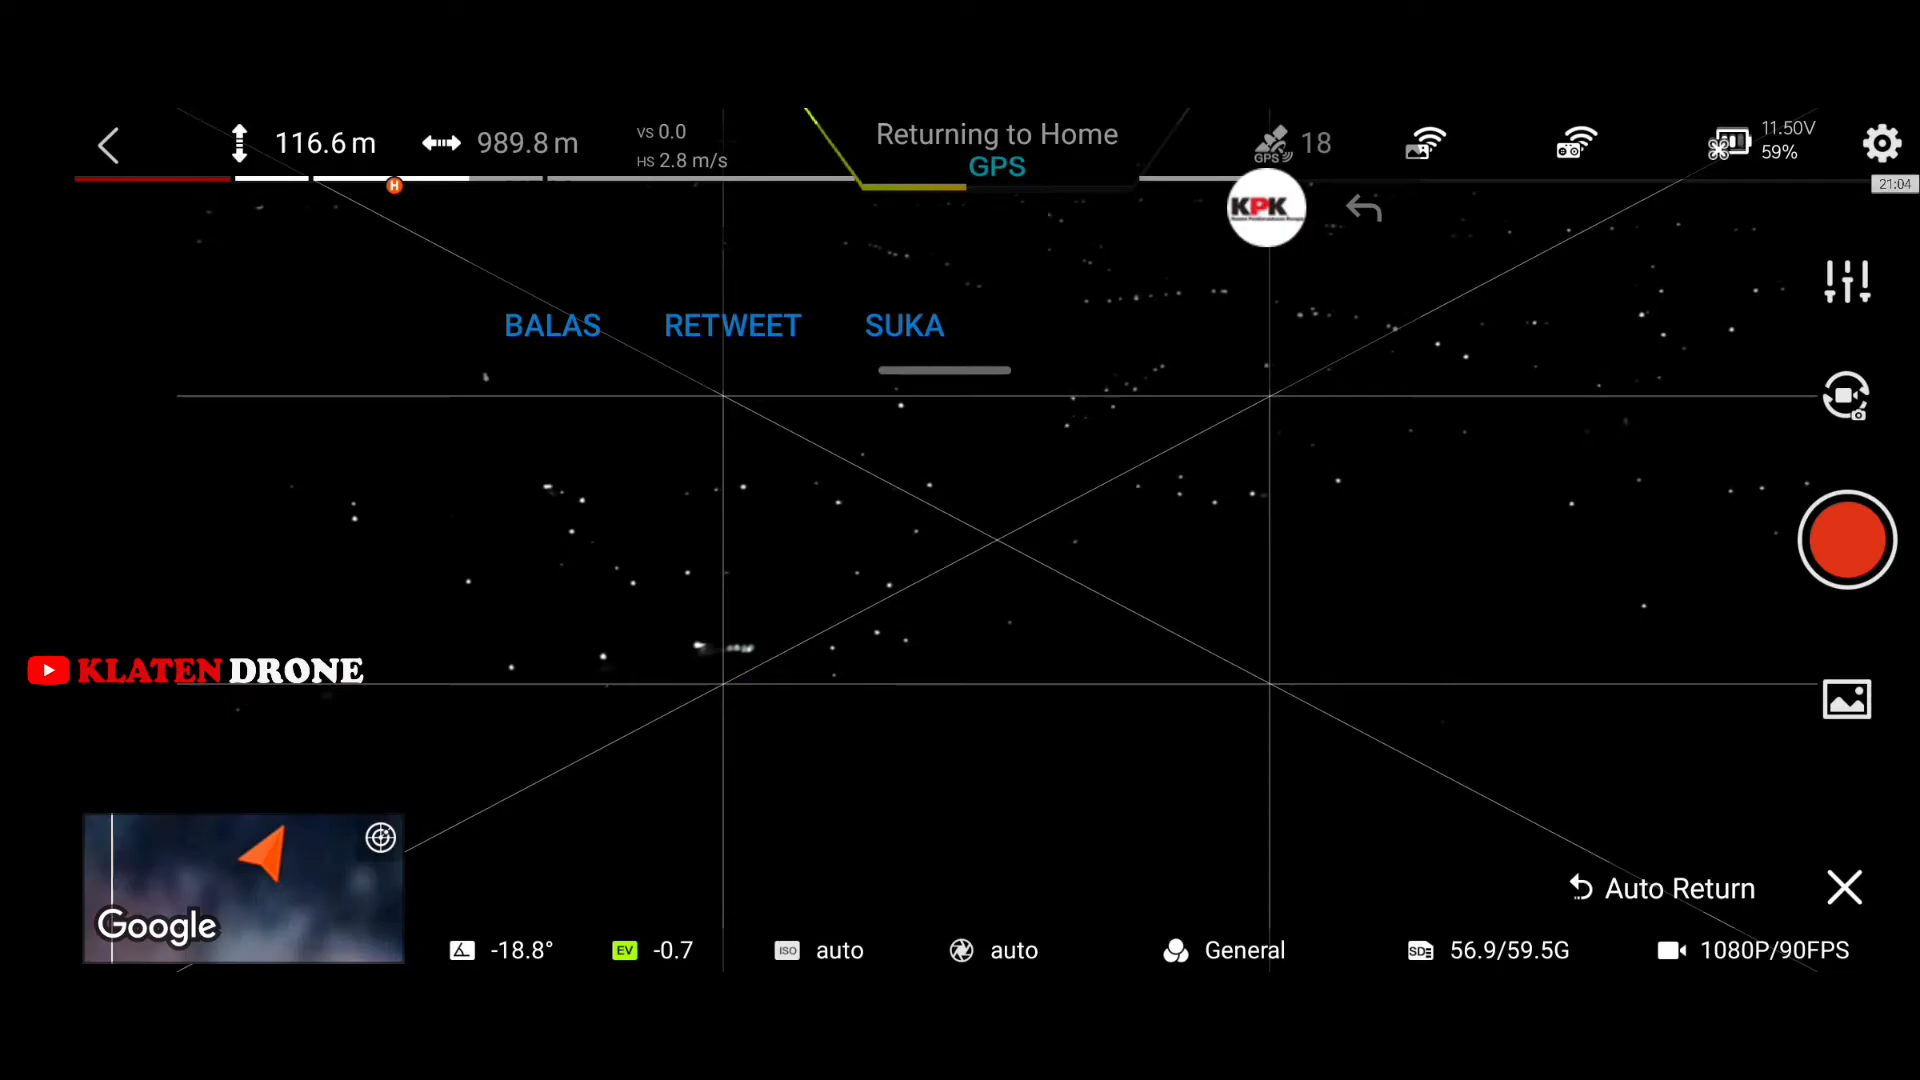 116.6 m
989.8 m
VS 0.0
HS 2.8 m/s
Returning to Home
GPS
GPS
18
11.50V
59%
21:04
H
KPK
BALAS RETWEET SUKA
KLATEN DRONE
Google
Auto Return
-18.8°
EV -0.7
ISO auto
auto
General
SD 56.9/59.5G
1080P/90FPS